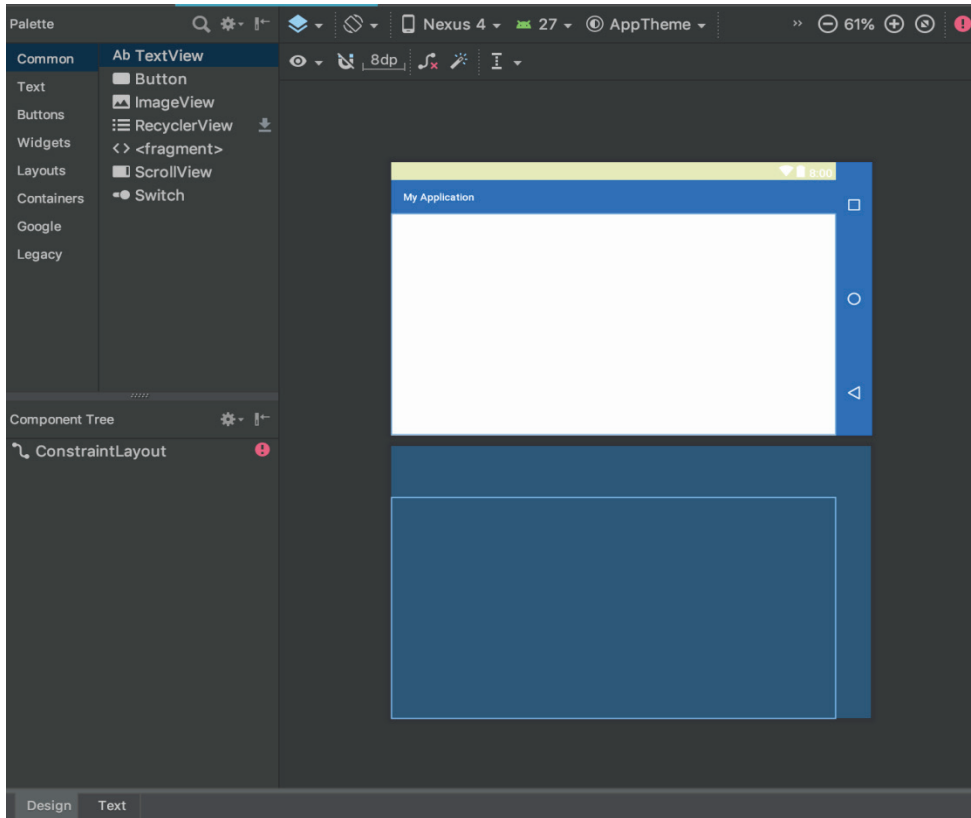 Palette
Nexus 4
27
AppTheme
61%
8dp
Common
Text
Buttons
Widgets
Layouts
Containers
Google
Legacy
Ab TextView
Button
ImageView
RecyclerView
<fragment>
ScrollView
Switch
8:00
My Application
Component Tree
ConstraintLayout
Design
Text